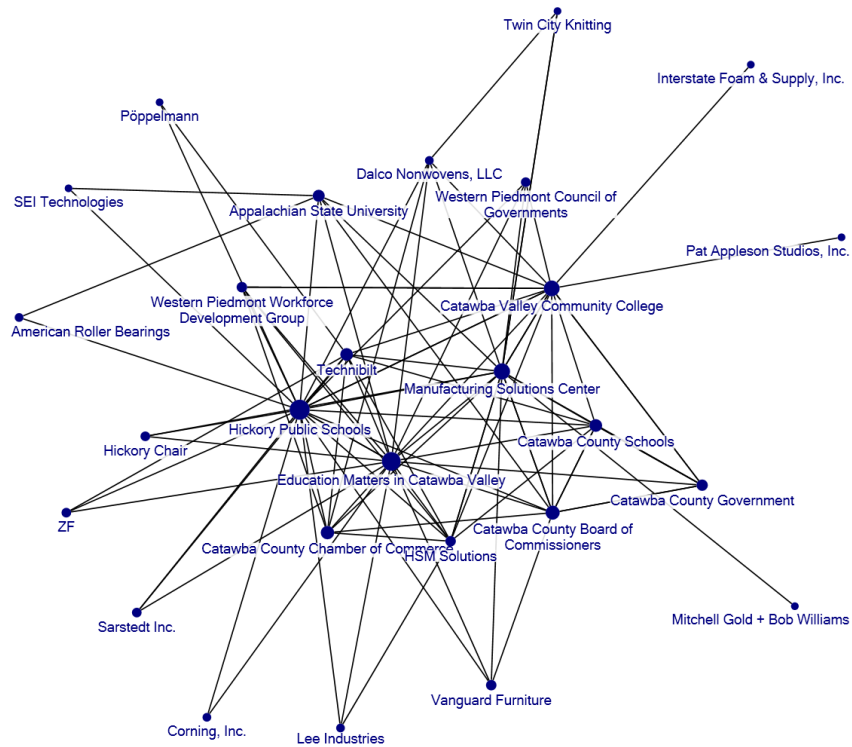 Twin City Knitting
Interstate Foam & Supply, Inc.
Pöppelmann
Dalco Nonwovens, LLC
SEI Technologies
Appalachian State University
Western Piedmont Council of
Governments
Pat Appleson Studios, Inc.
Western Piedmont Workforce
Development Group
Catawba Valley Community College
American Roller Bearings
Technibilt
Manufacturing Solutions Center
Hickory Public Schools
Catawba County Schools
Hickory Chair
Education Matters in Catawba Valley
Catawba County Government
ZF
Catawba County Board of
Commissioners
Catawba County Chamber of Commerce
HSM Solutions
Sarstedt Inc.
Mitchell Gold + Bob Williams
Vanguard Furniture
Corning, Inc.
Lee Industries